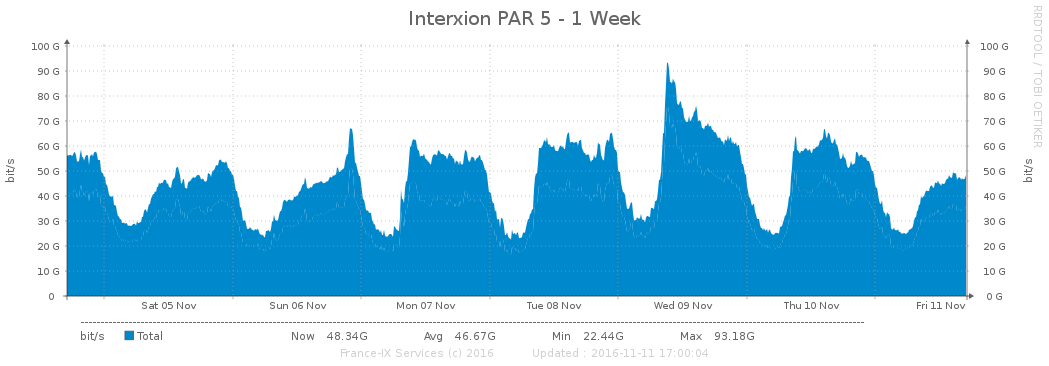 Interxion PAR 5 - 1 Week
RRDTOOL / TOBI OETIKER
bit/s
100 G
90 G
80 G
70 G
60 G
50 G
40 G
30 G
20 G
10 G
0
100 G
90 G
80 G
70 G
60 G
50 G
40 G
30 G
20 G
10 G
0 G
bit/s
Sat 05 Nov Sun 06 Nov Mon 07 Nov Tue 08 Nov Wed 09 Nov Thu 10 Nov Fri 11 Nov
bit/s Total Now 48.34G Avg 46.67G Min 22.44G Max 93.18G
France-IX Services (c) 2016 Updated : 2016-11-11 17:00:04